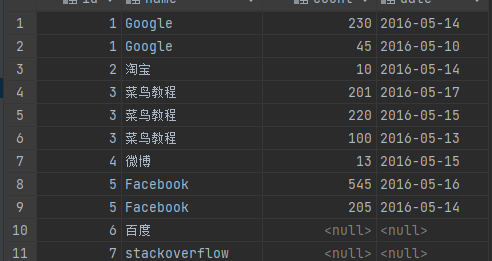 id name count date
1 1 Google 230 2016-05-14
2 1 Google 45 2016-05-10
3 2 淘宝 10 2016-05-14
4 3 菜鸟教程 201 2016-05-17
5 3 菜鸟教程 220 2016-05-15
6 3 菜鸟教程 100 2016-05-13
7 4 微博 13 2016-05-15
8 5 Facebook 545 2016-05-16
9 5 Facebook 205 2016-05-14
10 6 百度 <null> <null>
11 7 stackoverflow <null> <null>